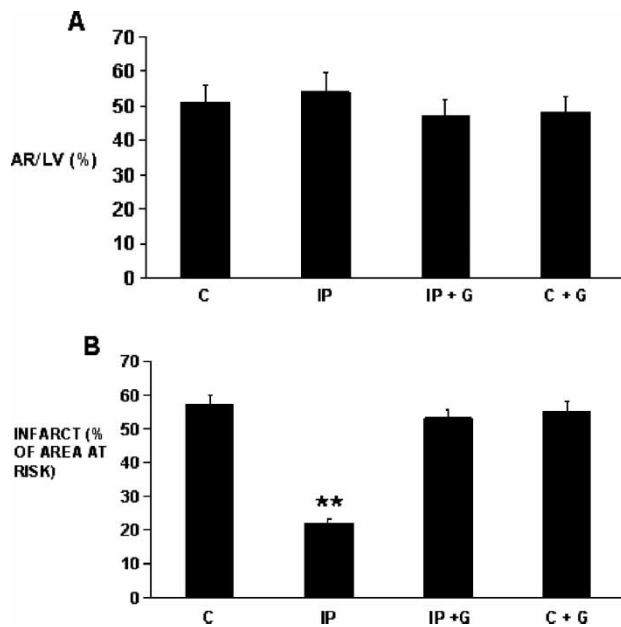 A
70
60
50
40
30
20
10
0
AR/LV (%)
C IP IP + G C + G
B
70
60
50
40
30
20
10
0
INFARCT (%
OF AREA AT
RISK)
**
C IP IP +G C + G